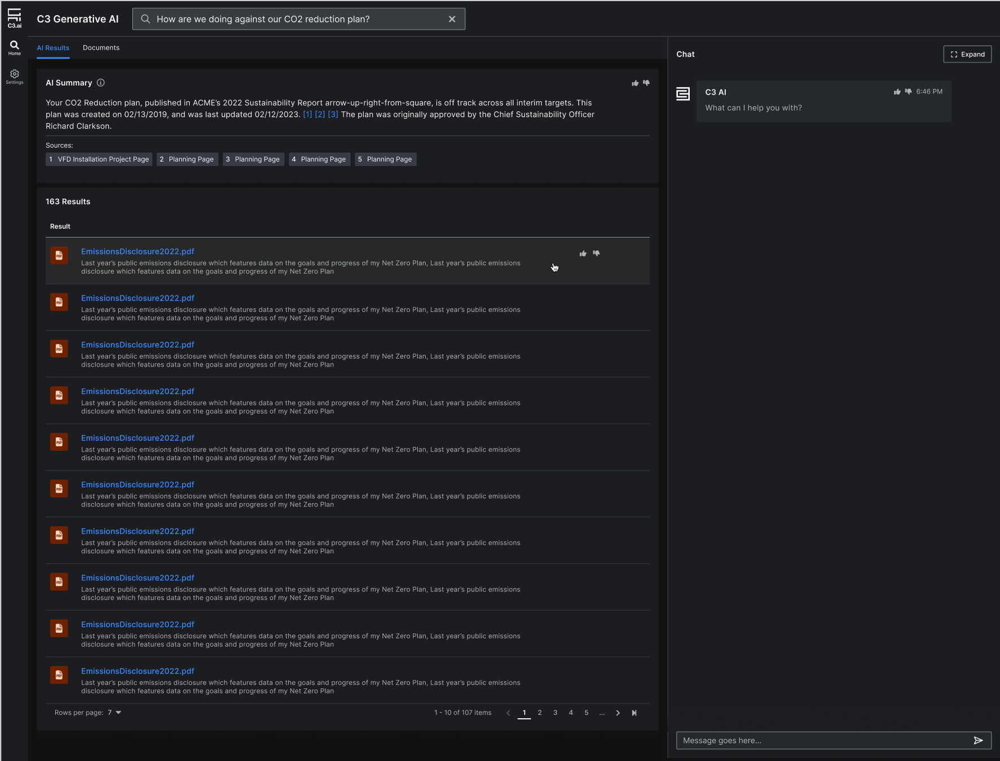 C3.ai
Home
Settings
C3 Generative AI
How are we doing against our CO2 reduction plan?
AI Results
Documents
AI Summary
Your CO2 Reduction plan, published in ACME’s 2022 Sustainability Report arrow-up-right-from-square, is off track across all interim targets. This
plan was created on 02/13/2019, and was last updated 02/12/2023. [1] [2] [3] The plan was originally approved by the Chief Sustainability Officer
Richard Clarkson.
Sources:
1 VFD Installation Project Page
2 Planning Page
3 Planning Page
4 Planning Page
5 Planning Page
163 Results
Result
PDF
EmissionsDisclosure2022.pdf
Last year’s public emissions disclosure which features data on the goals and progress of my Net Zero Plan, Last year’s public emissions
disclosure which features data on the goals and progress of my Net Zero Plan
PDF
EmissionsDisclosure2022.pdf
Last year’s public emissions disclosure which features data on the goals and progress of my Net Zero Plan, Last year’s public emissions
disclosure which features data on the goals and progress of my Net Zero Plan
PDF
EmissionsDisclosure2022.pdf
Last year’s public emissions disclosure which features data on the goals and progress of my Net Zero Plan, Last year’s public emissions
disclosure which features data on the goals and progress of my Net Zero Plan
PDF
EmissionsDisclosure2022.pdf
Last year’s public emissions disclosure which features data on the goals and progress of my Net Zero Plan, Last year’s public emissions
disclosure which features data on the goals and progress of my Net Zero Plan
PDF
EmissionsDisclosure2022.pdf
Last year’s public emissions disclosure which features data on the goals and progress of my Net Zero Plan, Last year’s public emissions
disclosure which features data on the goals and progress of my Net Zero Plan
PDF
EmissionsDisclosure2022.pdf
Last year’s public emissions disclosure which features data on the goals and progress of my Net Zero Plan, Last year’s public emissions
disclosure which features data on the goals and progress of my Net Zero Plan
PDF
EmissionsDisclosure2022.pdf
Last year’s public emissions disclosure which features data on the goals and progress of my Net Zero Plan, Last year’s public emissions
disclosure which features data on the goals and progress of my Net Zero Plan
PDF
EmissionsDisclosure2022.pdf
Last year’s public emissions disclosure which features data on the goals and progress of my Net Zero Plan, Last year’s public emissions
disclosure which features data on the goals and progress of my Net Zero Plan
PDF
EmissionsDisclosure2022.pdf
Last year’s public emissions disclosure which features data on the goals and progress of my Net Zero Plan, Last year’s public emissions
disclosure which features data on the goals and progress of my Net Zero Plan
PDF
EmissionsDisclosure2022.pdf
Last year’s public emissions disclosure which features data on the goals and progress of my Net Zero Plan, Last year’s public emissions
disclosure which features data on the goals and progress of my Net Zero Plan
Rows per page: 7
1 - 10 of 107 items
1 2 3 4 5 ...
Chat
Expand
C3 AI
6:46 PM
What can I help you with?
Message goes here...